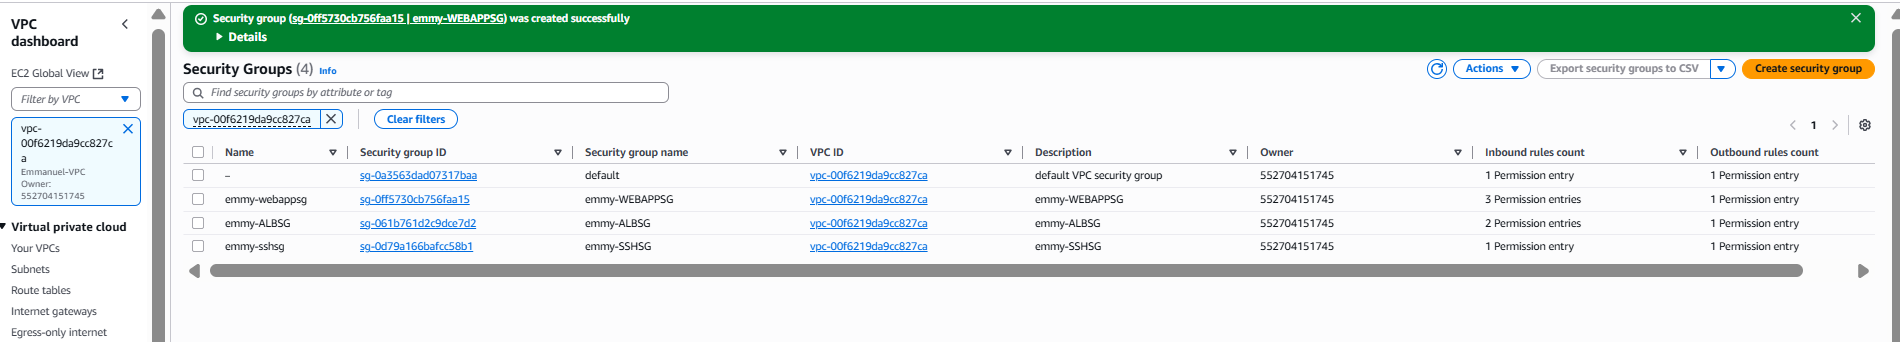 VPC dashboard
EC2 Global View
Filter by VPC
vpc-
00f6219da9cc827c
a
Emmanuel-VPC
Owner:
552704151745
Virtual private cloud
Your VPCs
Subnets
Route tables
Internet gateways
Egress-only internet
Security group (sg-0ff5730cb756faa15 | emmy-WEBAPPSG) was created successfully
Details
Security Groups (4) Info
Actions
Export security groups to CSV
Create security group
Find security groups by attribute or tag
vpc-00f6219da9cc827ca
Clear filters
1
Name Security group ID Security group name VPC ID Description Owner Inbound rules count Outbound rules count
– sg-0a3563dad07317baa default vpc-00f6219da9cc827ca default VPC security group 552704151745 1 Permission entry 1 Permission entry
emmy-webappsg sg-0ff5730cb756faa15 emmy-WEBAPPSG vpc-00f6219da9cc827ca emmy-WEBAPPSG 552704151745 3 Permission entries 1 Permission entry
emmy-ALBSG sg-061b761d2c9dce7d2 emmy-ALBSG vpc-00f6219da9cc827ca emmy-ALBSG 552704151745 2 Permission entries 1 Permission entry
emmy-sshsg sg-0d79a166bafcc58b1 emmy-SSHSG vpc-00f6219da9cc827ca emmy-SSHSG 552704151745 1 Permission entry 1 Permission entry